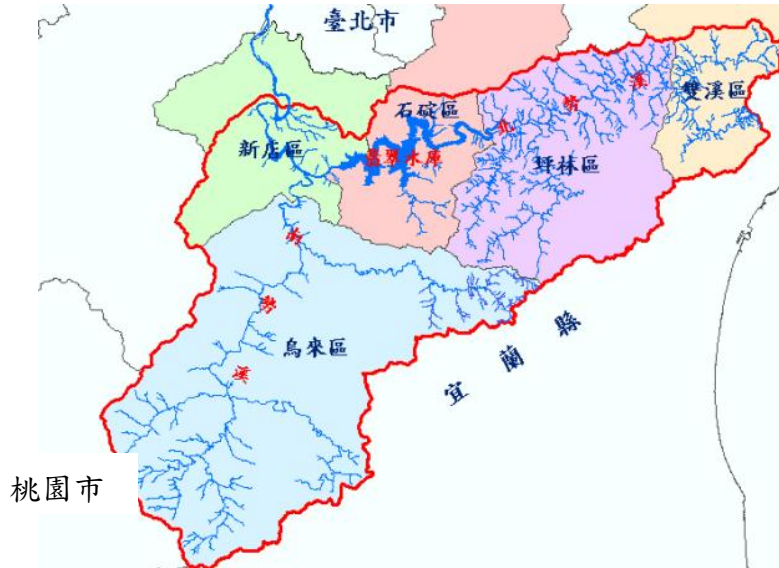 臺北市
石碇區
雙溪區
北勢溪
新店區
翡翠水庫
坪林區
南勢溪
烏來區
宜蘭縣
桃園市